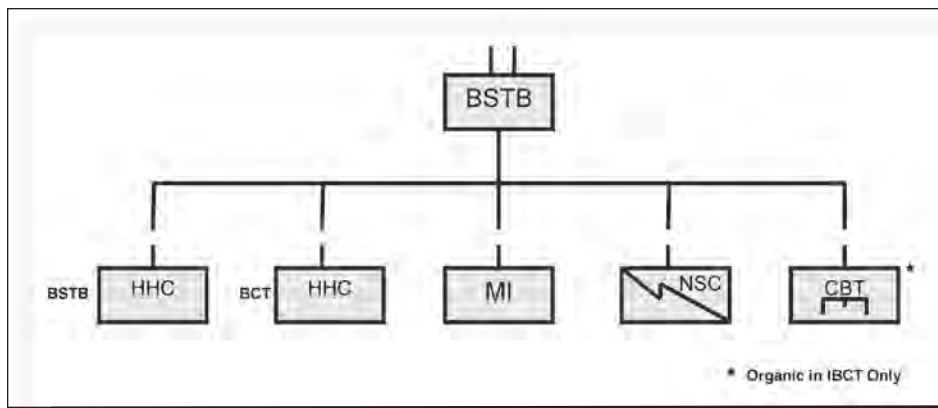 BSTB
BSTB HHC
BCT HHC
MI
NSC
CBT *
* Organic in IBCT Only